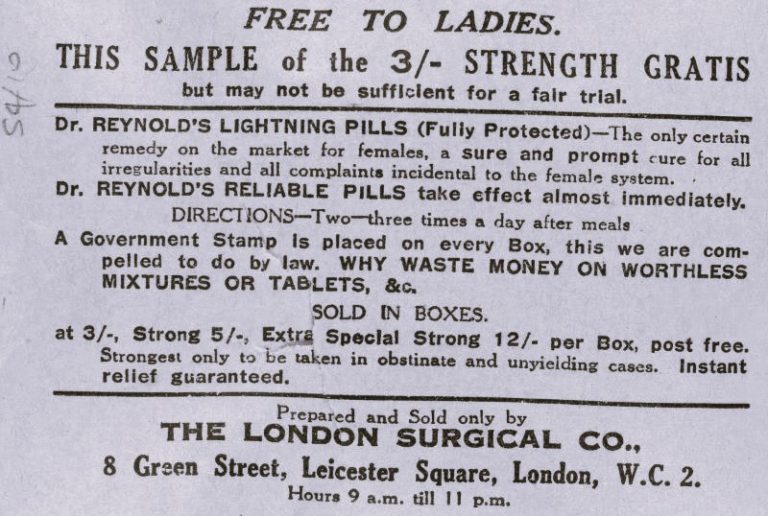 FREE TO LADIES.
THIS SAMPLE of the 3/- STRENGTH GRATIS
but may not be sufficient for a fair trial.
Dr. REYNOLD'S LIGHTNING PILLS (Fully Protected)—The only certain
remedy on the market for females, a sure and prompt cure for all
irregularities and all complaints incidental to the female system.
Dr. REYNOLD'S RELIABLE PILLS take effect almost immediately.
DIRECTIONS—Two—three times a day after meals
A Government Stamp is placed on every Box, this we are com-
pelled to do by law. WHY WASTE MONEY ON WORTHLESS
MIXTURES OR TABLETS, &c.
SOLD IN BOXES.
at 3/-, Strong 5/-, Extra Special Strong 12/- per Box, post free.
Strongest only to be taken in obstinate and unyielding cases. Instant
relief guaranteed.
Prepared and Sold only by
THE LONDON SURGICAL CO.,
8 Green Street, Leicester Square, London, W.C. 2.
Hours 9 a.m. till 11 p.m.